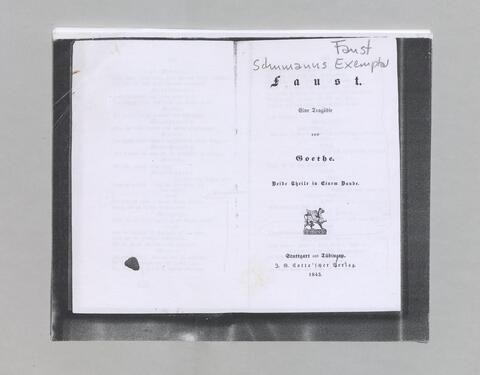 Faust
Schumanns Exemplar
Faust.
Eine Tragödie
von
Goethe.
Beide Theile in Einem Bande.
Stuttgart und Tübingen.
J. G. Cotta'scher Verlag.
1845.